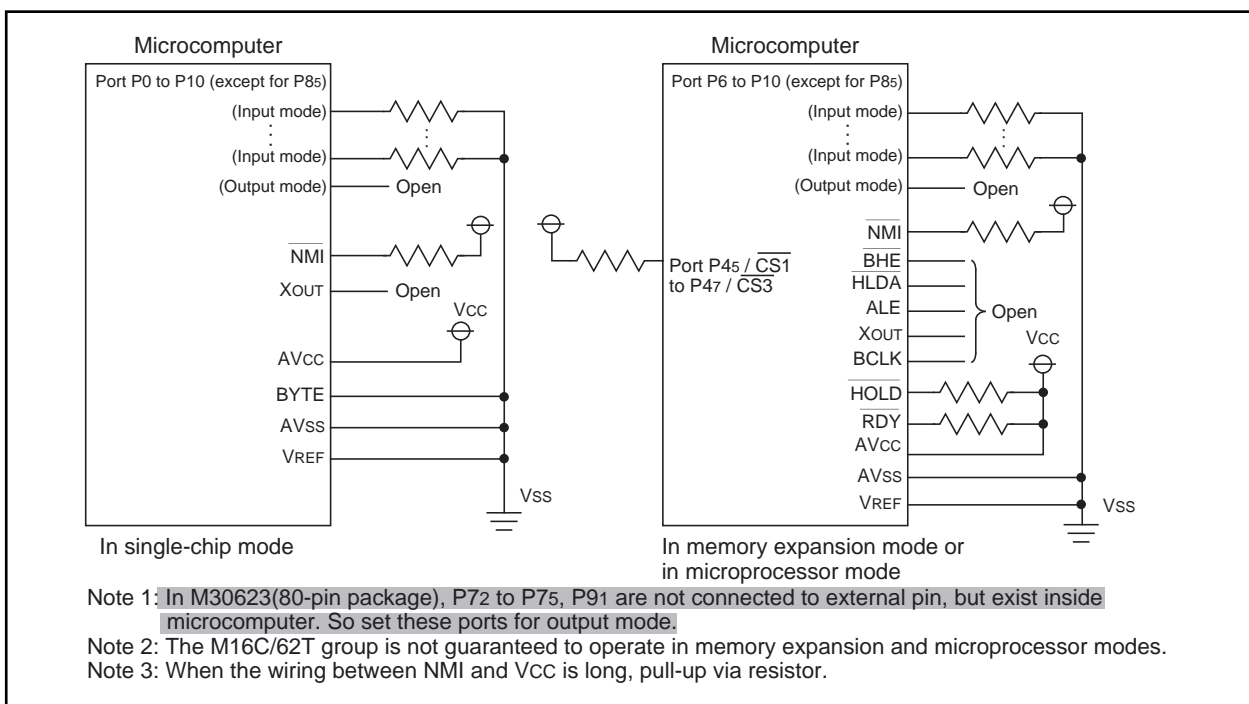 Microcomputer
Port P0 to P10 (except for P85)
(Input mode)
(Input mode)
(Output mode)
Open
NMI
XOUT
Open
VCC
AVCC
BYTE
AVSS
VREF
VSS
In single-chip mode
Microcomputer
Port P6 to P10 (except for P85)
(Input mode)
(Input mode)
(Output mode)
Open
NMI
Port P45 / CS1
to P47 / CS3
BHE
HLDA
ALE
Open
XOUT
VCC
BCLK
HOLD
RDY
AVCC
AVSS
VREF
VSS
In memory expansion mode or
in microprocessor mode
Note 1: In M30623(80-pin package), P72 to P75, P91 are not connected to external pin, but exist inside
microcomputer. So set these ports for output mode.
Note 2: The M16C/62T group is not guaranteed to operate in memory expansion and microprocessor modes.
Note 3: When the wiring between NMI and VCC is long, pull-up via resistor.